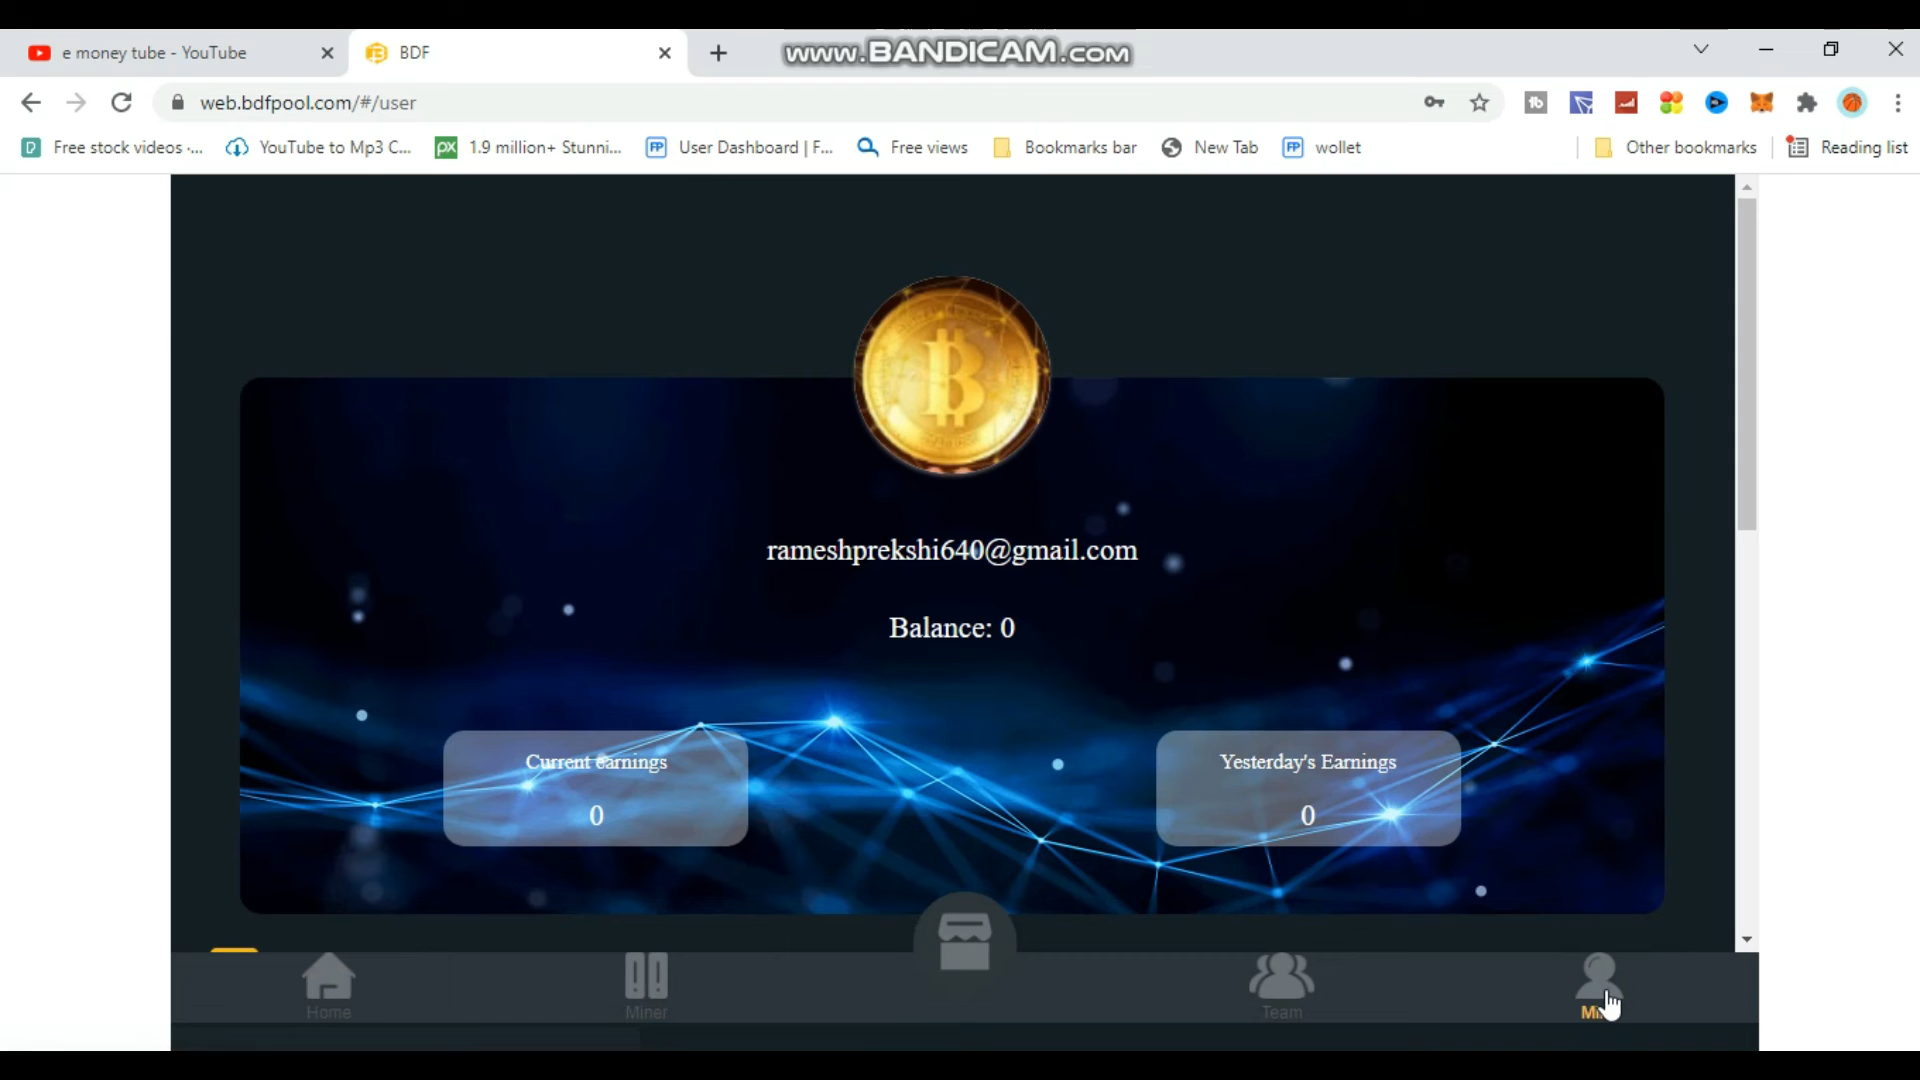 e money tube - YouTube
BDF
www.BANDICAM.com
web.bdfpool.com/#/user
Free stock videos ·...
YouTube to Mp3 C...
1.9 million+ Stunni...
User Dashboard | F...
Free views
Bookmarks bar
New Tab
wollet
Other bookmarks
Reading list
rameshprekshi640@gmail.com
Balance: 0
Current earnings
0
Yesterday's Earnings
0
Home
Miner
Team